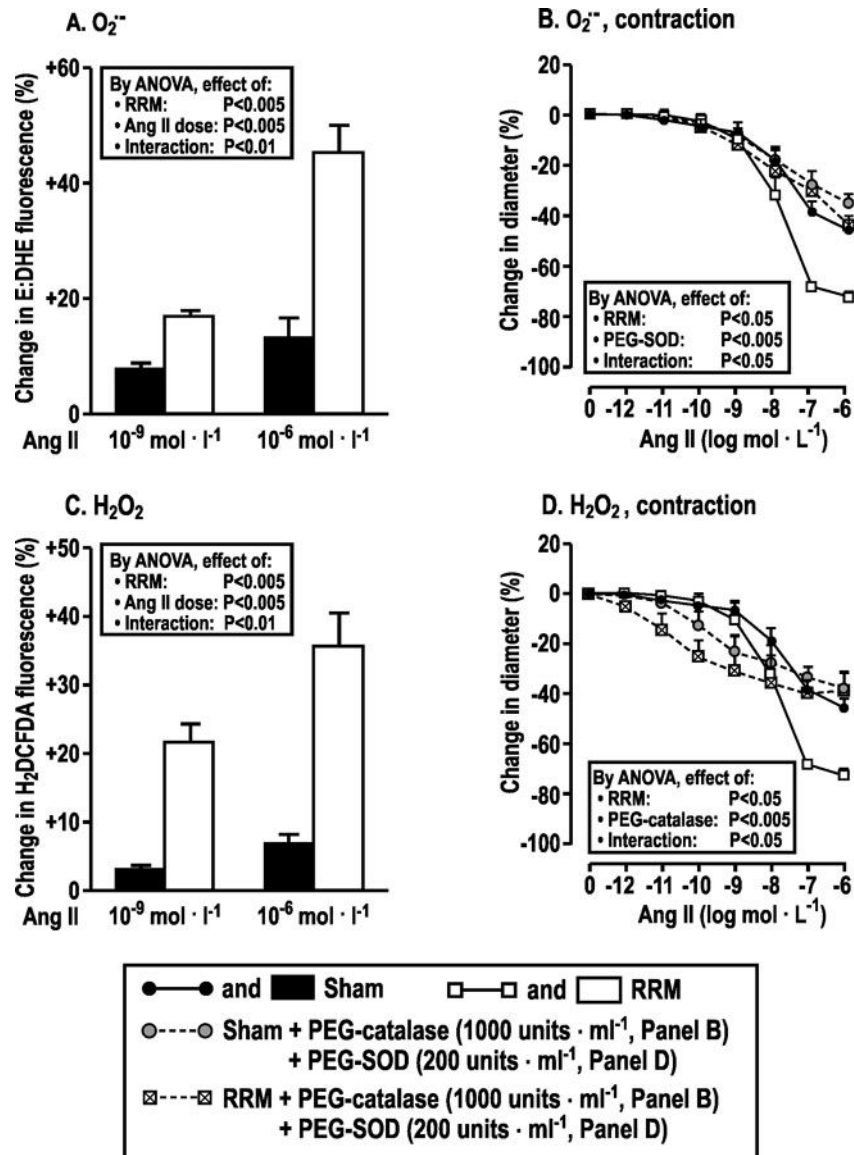 A. O₂·⁻
Change in E:DHE fluorescence (%)
+60
+40
+20
0
By ANOVA, effect of:
• RRM: P<0.005
• Ang II dose: P<0.005
• Interaction: P<0.01
Ang II 10⁻⁹ mol · l⁻¹ 10⁻⁶ mol · l⁻¹
B. O₂·⁻, contraction
Change in diameter (%)
20
0
-20
-40
-60
-80
-100
By ANOVA, effect of:
• RRM: P<0.05
• PEG-SOD: P<0.005
• Interaction: P<0.05
0 -12 -11 -10 -9 -8 -7 -6
Ang II (log mol · L⁻¹)
C. H₂O₂
Change in H₂DCFDA fluorescence (%)
+50
+40
+30
+20
+10
0
By ANOVA, effect of:
• RRM: P<0.005
• Ang II dose: P<0.005
• Interaction: P<0.01
Ang II 10⁻⁹ mol · l⁻¹ 10⁻⁶ mol · l⁻¹
D. H₂O₂, contraction
Change in diameter (%)
20
0
-20
-40
-60
-80
-100
By ANOVA, effect of:
• RRM: P<0.05
• PEG-catalase: P<0.005
• Interaction: P<0.05
0 -12 -11 -10 -9 -8 -7 -6
Ang II (log mol · L⁻¹)
and Sham and RRM
Sham + PEG-catalase (1000 units · ml⁻¹, Panel B)
+ PEG-SOD (200 units · ml⁻¹, Panel D)
RRM + PEG-catalase (1000 units · ml⁻¹, Panel B)
+ PEG-SOD (200 units · ml⁻¹, Panel D)